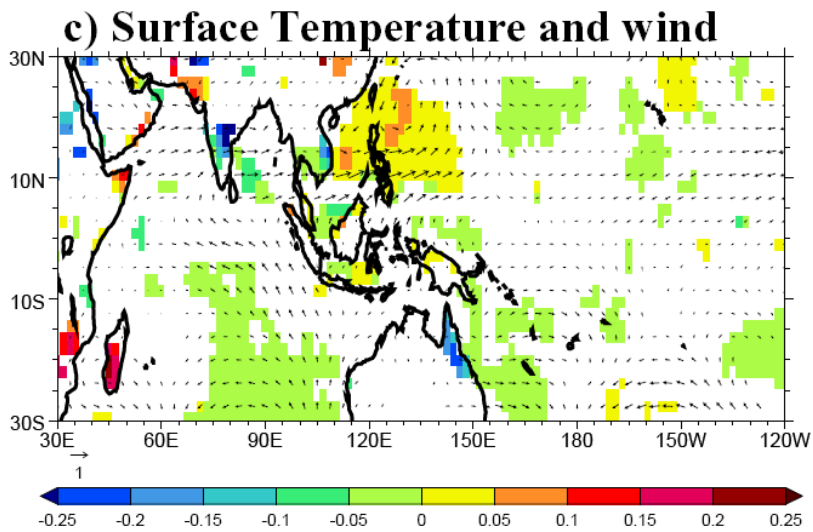 c) Surface Temperature and wind
30N
10N
10S
30S
30E 60E 90E 120E 150E 180 150W 120W
1
-0.25 -0.2 -0.15 -0.1 -0.05 0 0.05 0.1 0.15 0.2 0.25